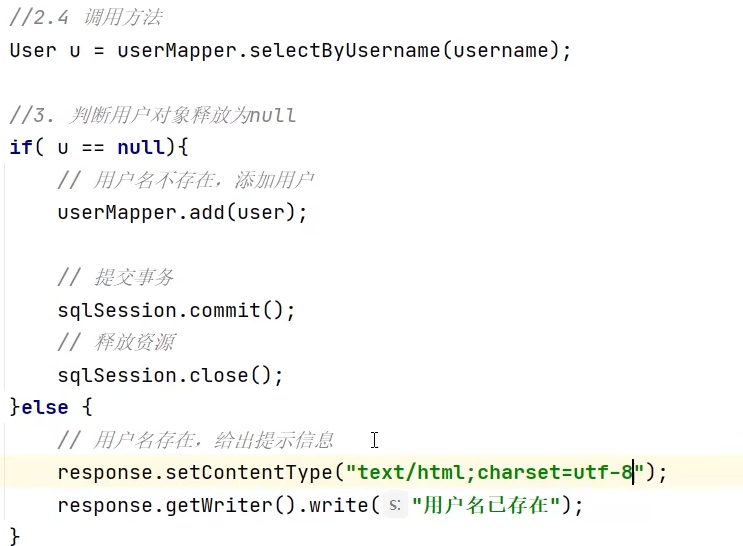 //2.4 调用方法
User u = userMapper.selectByUsername(username);
//3. 判断用户对象释放为null
if( u == null){
// 用户名不存在，添加用户
userMapper.add(user);
// 提交事务
sqlSession.commit();
// 释放资源
sqlSession.close();
}else {
// 用户名存在，给出提示信息
response.setContentType("text/html;charset=utf-8");
response.getWriter().write( s: "用户名已存在");
}